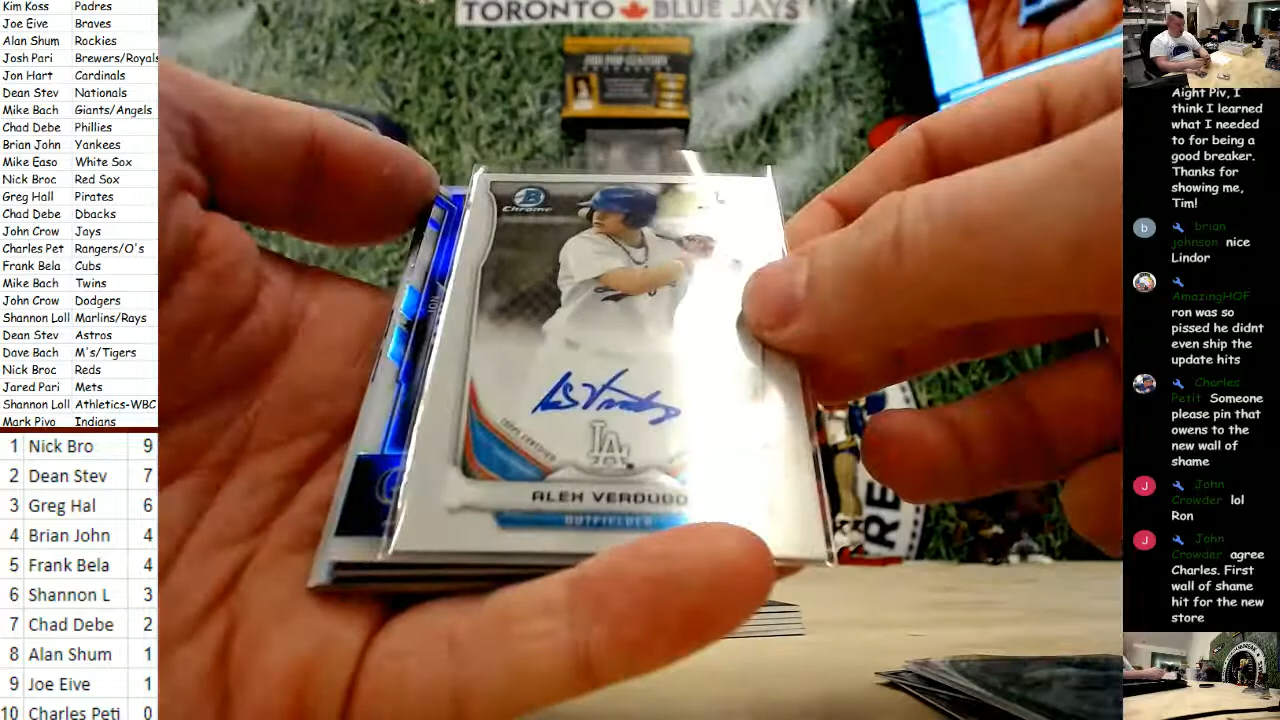 Kim Koss Padres
Joe Eive Braves
Alan Shum Rockies
Josh Pari Brewers/Royals
Jon Hart Cardinals
Dean Stev Nationals
Mike Bach Giants/Angels
Chad Debe Phillies
Brian John Yankees
Mike Easo White Sox
Nick Broc Red Sox
Greg Hall Pirates
Chad Debe Dbacks
John Crow Jays
Charles Pet Rangers/O's
Frank Bela Cubs
Mike Bach Twins
John Crow Dodgers
Shannon Loll Marlins/Rays
Dean Stev Astros
Dave Bach M's/Tigers
Nick Broc Reds
Jared Pari Mets
Shannon Loll Athletics-WBC
Mark Pivo Indians
1 Nick Bro 9
2 Dean Stev 7
3 Greg Hal 6
4 Brian John 4
5 Frank Bela 4
6 Shannon L 3
7 Chad Debe 2
8 Alan Shum 1
9 Joe Eive 1
10 Charles Peti 0
TORONTO BLUE JAYS
B
Chrome
LA
ALEX VERDUGO
OUTFIELDER
Aight Piv, I
think I learned
what I needed
to for being a
good breaker.
Thanks for
showing me,
Tim!
b
brian
johnson nice
Lindor
AmazingHOF
ron was so
pissed he didnt
even ship the
update hits
Charles
Petit Someone
please pin that
owens to the
new wall of
shame
J
John
Crowder lol
Ron
J
John
Crowder agree
Charles. First
wall of shame
hit for the new
store